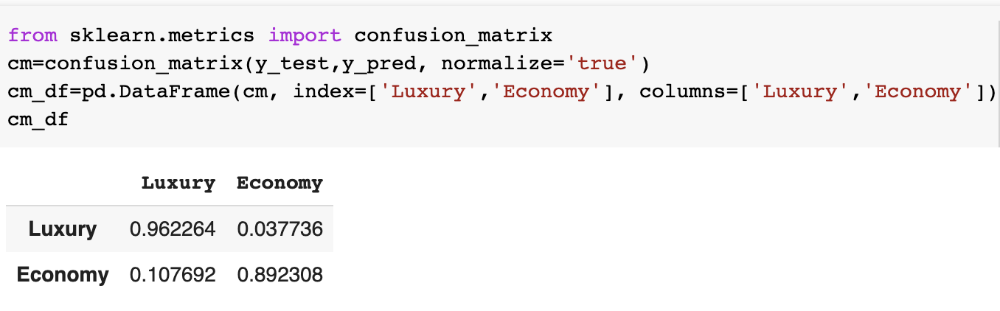 from sklearn.metrics import confusion_matrix
cm=confusion_matrix(y_test,y_pred, normalize='true')
cm_df=pd.DataFrame(cm, index=['Luxury','Economy'], columns=['Luxury','Economy'])
cm_df
Luxury Economy
Luxury 0.962264 0.037736
Economy 0.107692 0.892308